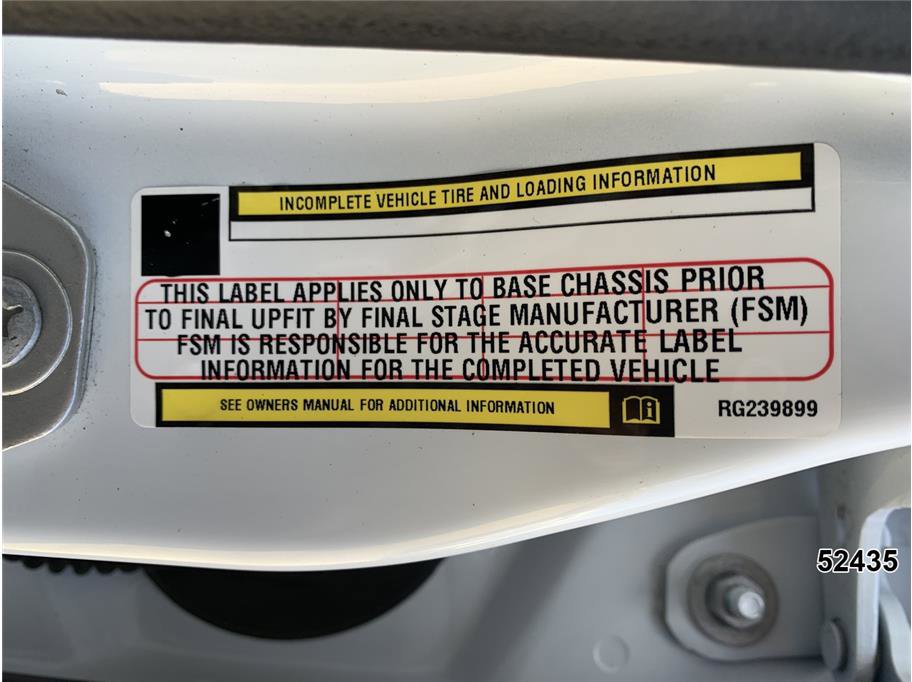 INCOMPLETE VEHICLE TIRE AND LOADING INFORMATION
THIS LABEL APPLIES ONLY TO BASE CHASSIS PRIOR
TO FINAL UPFIT BY FINAL STAGE MANUFACTURER (FSM)
FSM IS RESPONSIBLE FOR THE ACCURATE LABEL
INFORMATION FOR THE COMPLETED VEHICLE
SEE OWNERS MANUAL FOR ADDITIONAL INFORMATION
RG239899
52435